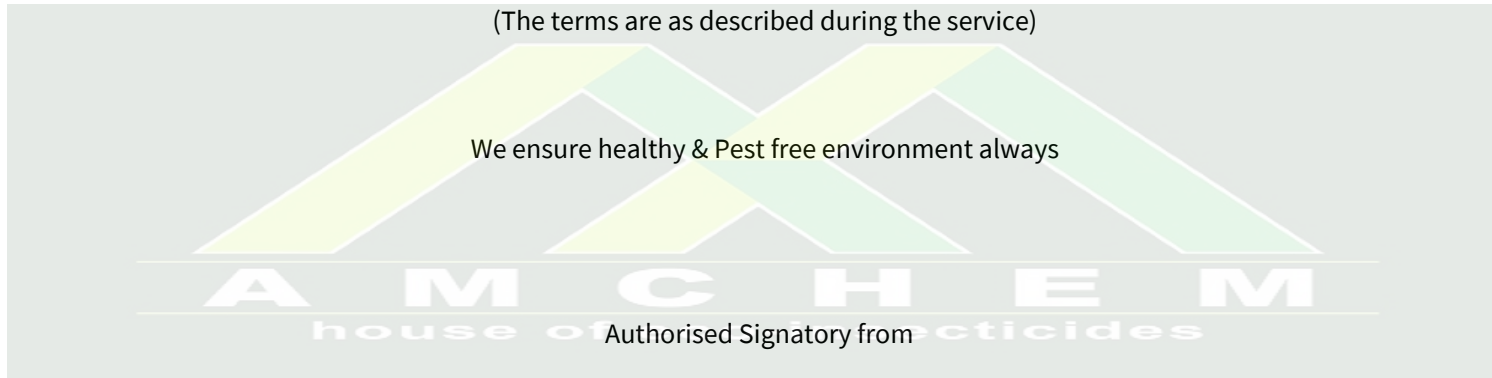 (The terms are as described during the service)
We ensure healthy & Pest free environment always
AMCHEM
house of
Authorised Signatory from